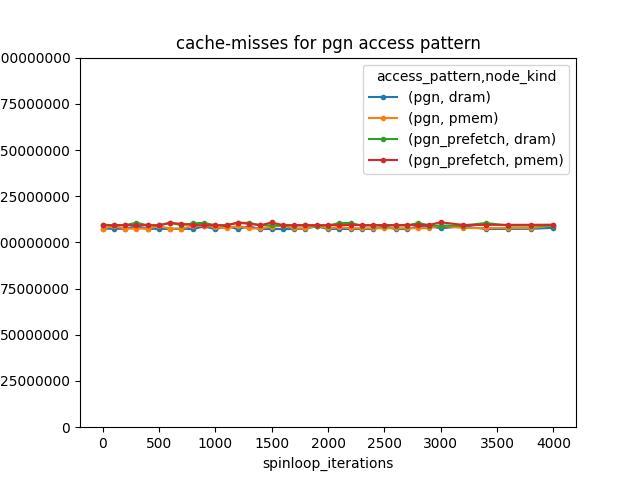 cache-misses for pgn access pattern
access_pattern,node_kind
(pgn, dram)
(pgn, pmem)
(pgn_prefetch, dram)
(pgn_prefetch, pmem)
00000000
75000000
50000000
25000000
00000000
75000000
50000000
25000000
0
0 500 1000 1500 2000 2500 3000 3500 4000
spinloop_iterations